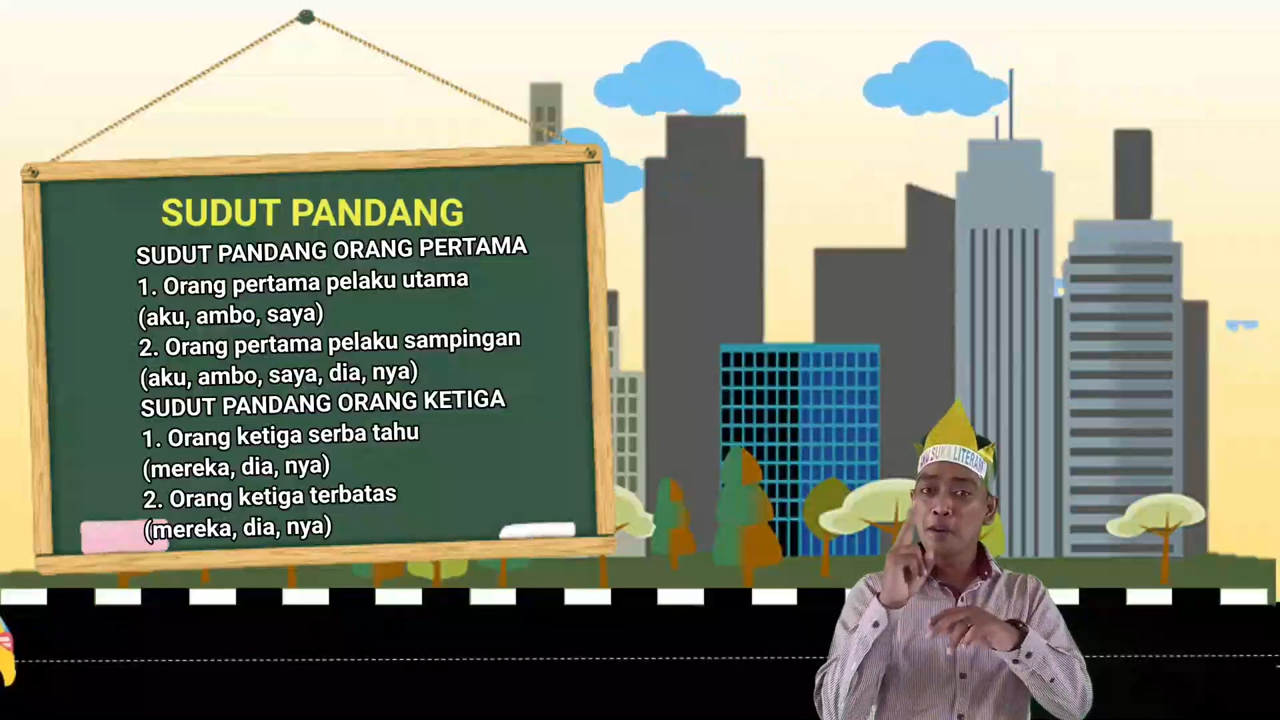 SUDUT PANDANG
SUDUT PANDANG ORANG PERTAMA
1. Orang pertama pelaku utama
(aku, ambo, saya)
2. Orang pertama pelaku sampingan
(aku, ambo, saya, dia, nya)
SUDUT PANDANG ORANG KETIGA
1. Orang ketiga serba tahu
(mereka, dia, nya)
2. Orang ketiga terbatas
(mereka, dia, nya)
SUKA